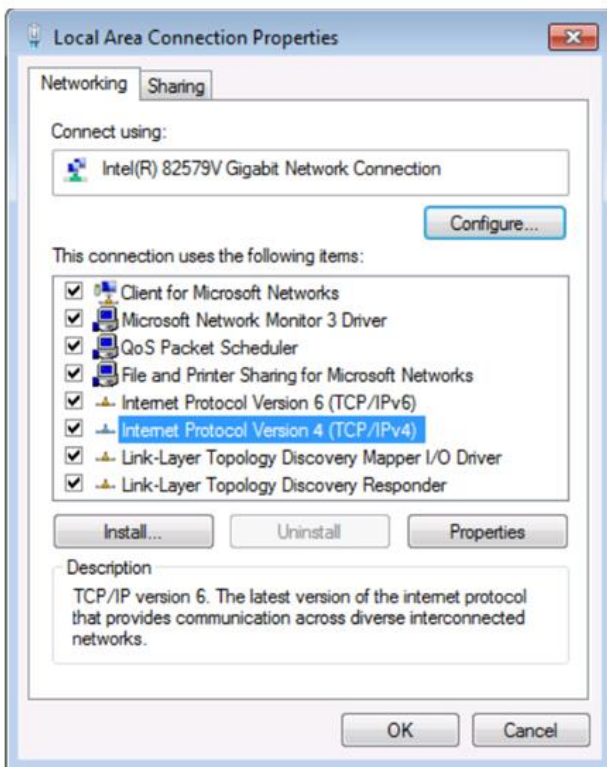 Local Area Connection Properties
Networking
Sharing
Connect using:
Intel(R) 82579V Gigabit Network Connection
Configure...
This connection uses the following items:
Client for Microsoft Networks
Microsoft Network Monitor 3 Driver
QoS Packet Scheduler
File and Printer Sharing for Microsoft Networks
Internet Protocol Version 6 (TCP/IPv6)
Internet Protocol Version 4 (TCP/IPv4)
Link-Layer Topology Discovery Mapper I/O Driver
Link-Layer Topology Discovery Responder
Install...
Uninstall
Properties
Description
TCP/IP version 6. The latest version of the internet protocol
that provides communication across diverse interconnected
networks.
OK
Cancel